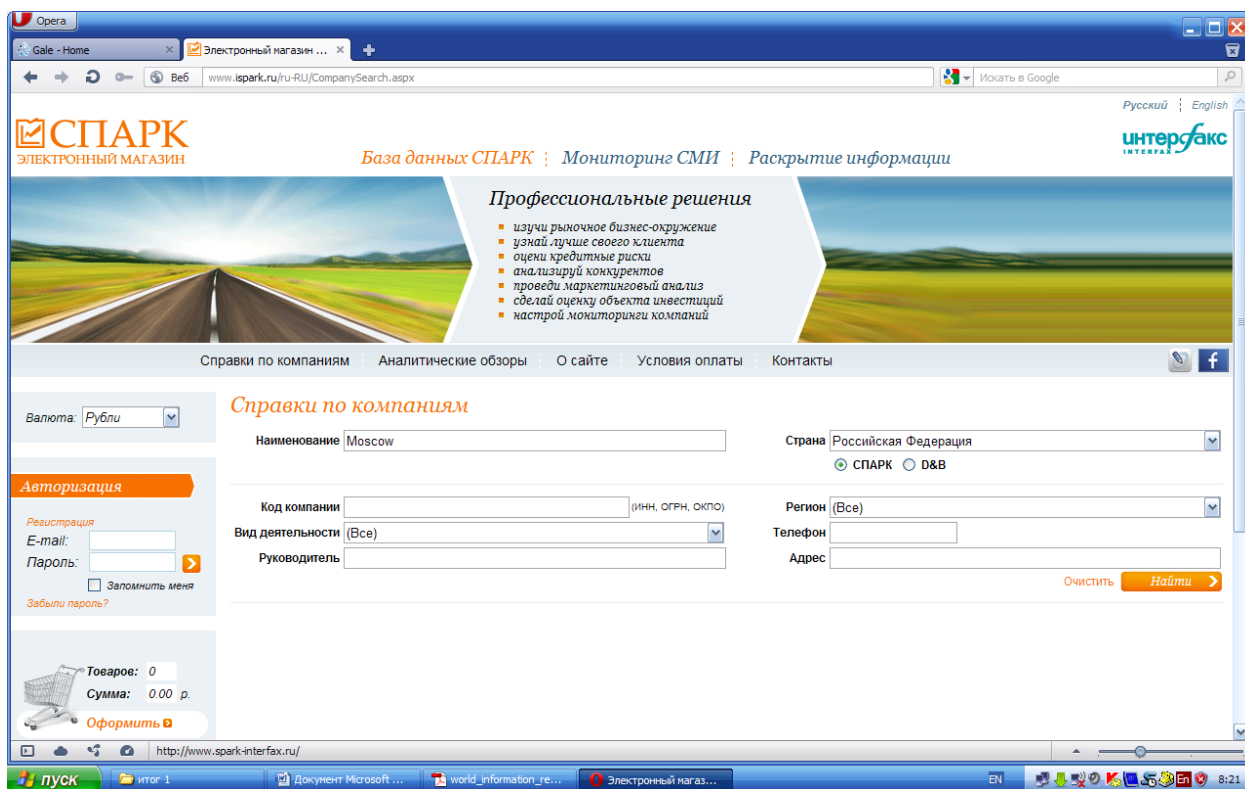 Opera
Gale - Home
Электронный магазин ...
Веб
www.ispark.ru/ru-RU/CompanySearch.aspx
Искать в Google
Русский
English
СПАРК
ЭЛЕКТРОННЫЙ МАГАЗИН
База данных СПАРК
Мониторинг СМИ
Раскрытие информации
интерфакс
INTERFAX
Профессиональные решения
изучи рыночное бизнес-окружение
узнай лучше своего клиента
оцени кредитные риски
анализируй конкурентов
проведи маркетинговый анализ
сделай оценку объекта инвестиций
настрой мониторинги компаний
Справки по компаниям
Аналитические обзоры
О сайте
Условия оплаты
Контакты
f
Валюта: Рубли
Справки по компаниям
Наименование Moscow
Страна Российская Федерация
СПАРК
D&B
Авторизация
Регистрация
E-mail:
Пароль:
Запомнить меня
Забыли пароль?
Код компании
(ИНН, ОГРН, ОКПО)
Регион (Все)
Вид деятельности (Все)
Телефон
Руководитель
Адрес
Очистить
Найти
Товаров: 0
Сумма: 0.00 р.
Оформить
http://www.spark-interfax.ru/
пуск
итог 1
Документ Microsoft ...
world_information_re...
Электронный магаз...
EN
En
8:21